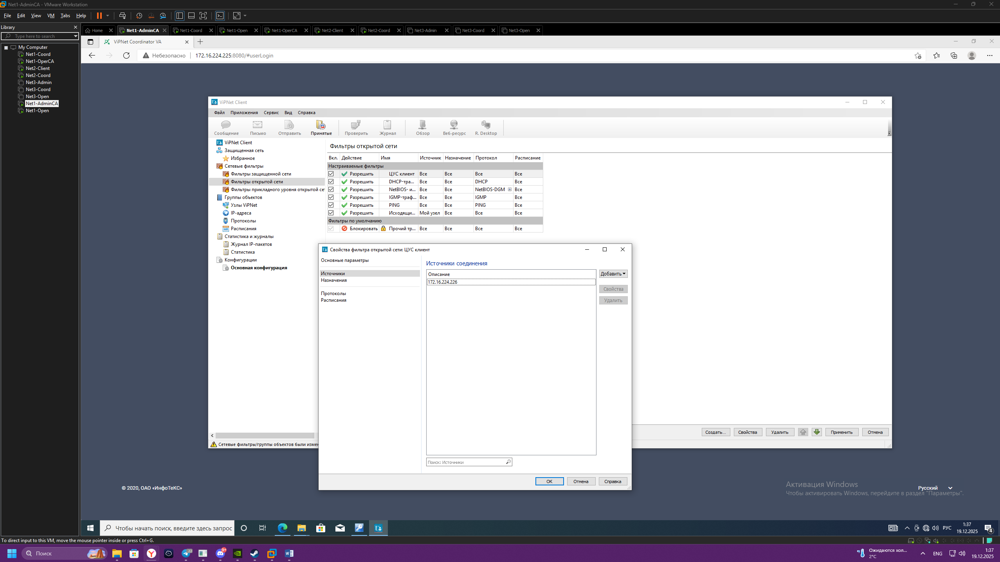 Net1-AdminCA - VMware Workstation
File Edit View VM Tabs Help
Library
Type here to search
My Computer
Net1-Coord
Net1-OperCA
Net2-Client
Net2-Coord
Net3-Admin
Net3-Coord
Net3-Open
Net1-AdminCA
Net1-Open
Home Net1-AdminCA Net1-Coord Net1-Open Net1-OperCA Net2-Client Net2-Coord Net3-Admin Net3-Coord Net3-Open
ViPNet Coordinator VA
Небезопасно 172.16.224.225:8080/#userLogin
ViPNet Client
Файл Приложения Сервис Вид Справка
Сообщение Письмо Отправить Принятые Проверить Журнал Обзор Веб-ресурс R. Desktop
ViPNet Client
Защищенная сеть
Избранное
Сетевые фильтры
Фильтры защищенной сети
Фильтры открытой сети
Фильтры прикладного уровня открытой сет
Группы объектов
Узлы ViPNet
IP-адреса
Протоколы
Расписания
Статистика и журналы
Журнал IP-пакетов
Статистика
Конфигурации
Основная конфигурация
Фильтры открытой сети
Вкл. Действие Имя Источник Назначение Протокол Расписание
Настраиваемые фильтры
Разрешить ЦУС клиент Все Все Все Все
Разрешить DHCP-тра... Все Все DHCP Все
Разрешить NetBIOS- и... Все Все NetBIOS-DGM Все
Разрешить IGMP-траф... Все Все IGMP Все
Разрешить PING Все Все PING Все
Разрешить Исходящи... Мой узел Все Все Все
Фильтры по умолчанию
Блокировать Прочий тр... Все Все Все Все
Свойства фильтра открытой сети: ЦУС клиент
Основные параметры
Источники
Назначения
Протоколы
Расписания
Источники соединения
Описание
172.16.224.226
Добавить
Свойства
Удалить
Поиск: Источники
OK Отмена Справка
Создать... Свойства Удалить Применить Отмена
Сетевые фильтры/группы объектов были измен
© 2020, ОАО «ИнфоТеКС»
Русский
Активация Windows
Чтобы активировать Windows, перейдите в раздел "Параметры".
Чтобы начать поиск, введите здесь запрос
РУС
1:37
19.12.2025
4
To direct input to this VM, move the mouse pointer inside or press Ctrl+G.
Поиск
22
9+
Ожидаются хол...
2°C
ENG
1:37
19.12.2025